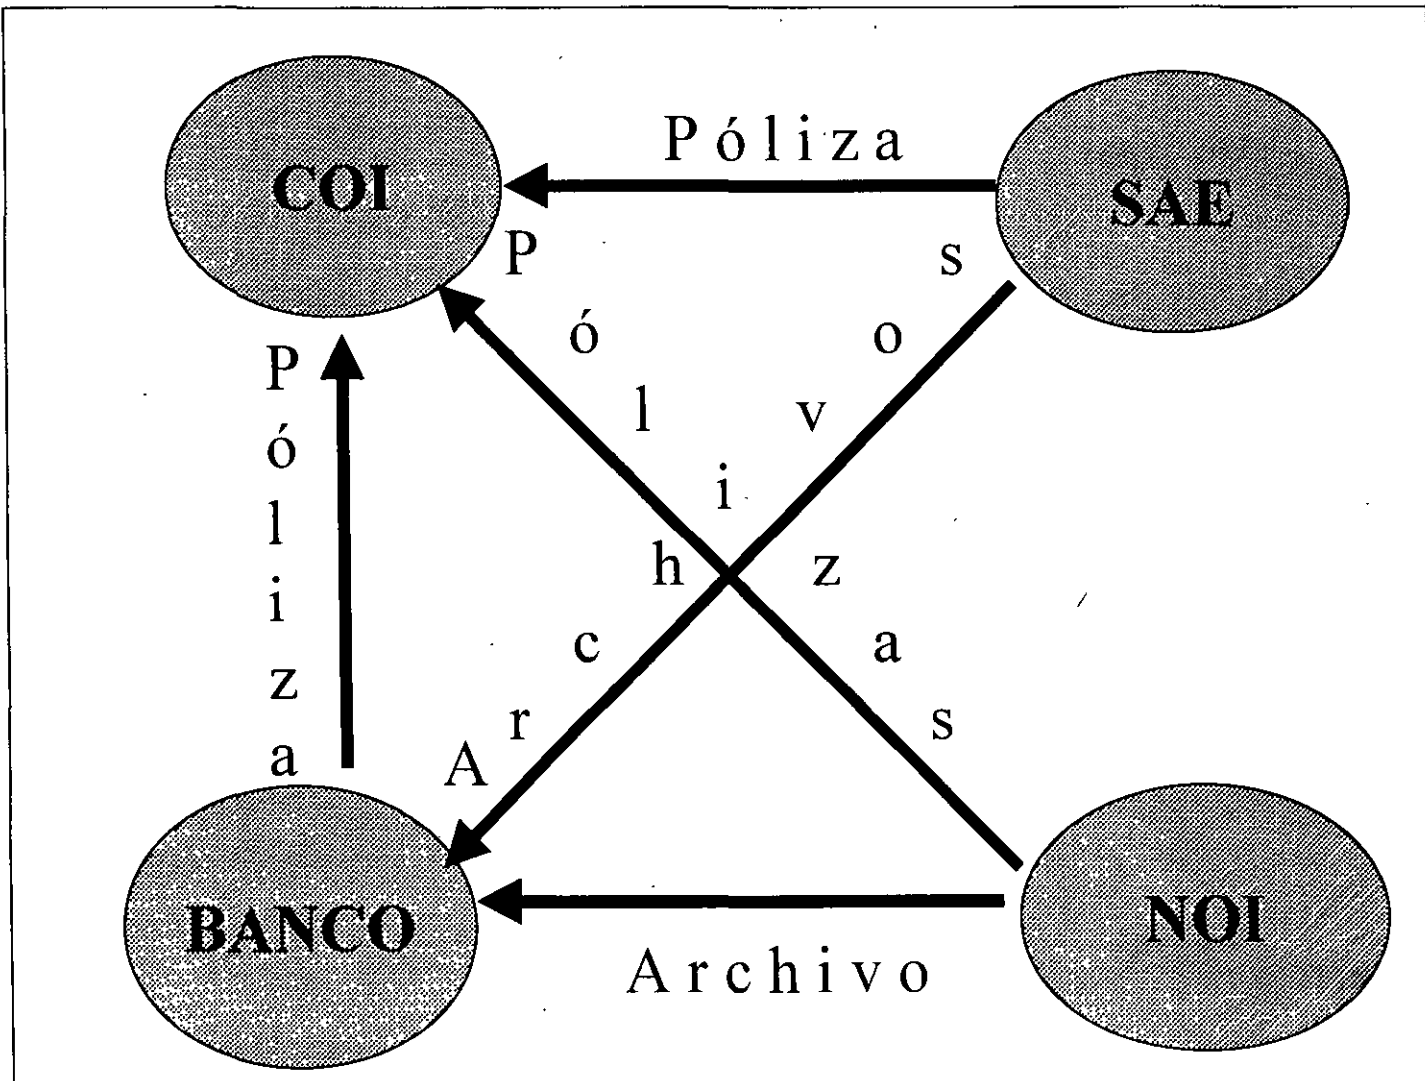 COI
Póliza
SAE
Pólizas
Archivos
Póliza
BANCO
Archivo
NOI